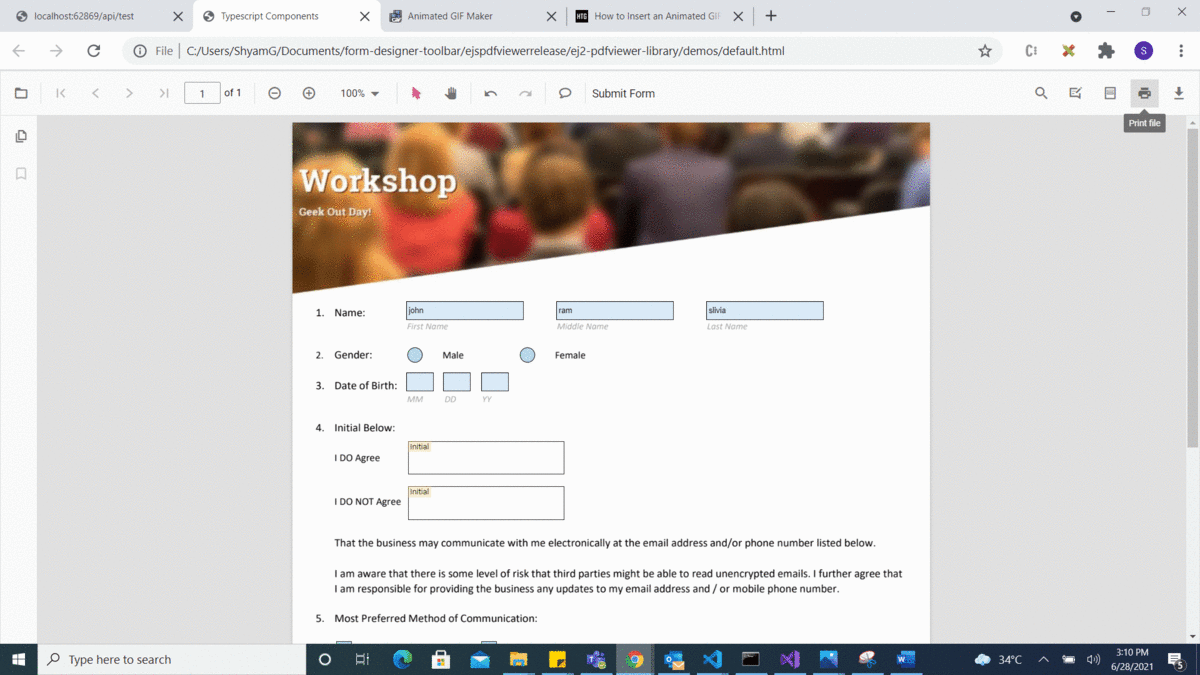 localhost:62869/api/test
Typescript Components
Animated GIF Maker
HTG How to Insert an Animated GIF
S
File C:/Users/ShyamG/Documents/form-designer-toolbar/ejspdfviewerrelease/ej2-pdfviewer-library/demos/default.html
1 of 1 100% Submit Form
Print file
Workshop
Geek Out Day!
1. Name: john ram slivia
First Name Middle Name Last Name
2. Gender: Male Female
3. Date of Birth:
MM DD YY
4. Initial Below:
Initial
I DO Agree
Initial
I DO NOT Agree
That the business may communicate with me electronically at the email address and/or phone number listed below.
I am aware that there is some level of risk that third parties might be able to read unencrypted emails. I further agree that
I am responsible for providing the business any updates to my email address and / or mobile phone number.
5. Most Preferred Method of Communication:
Type here to search
34°C
3:10 PM
6/28/2021
5